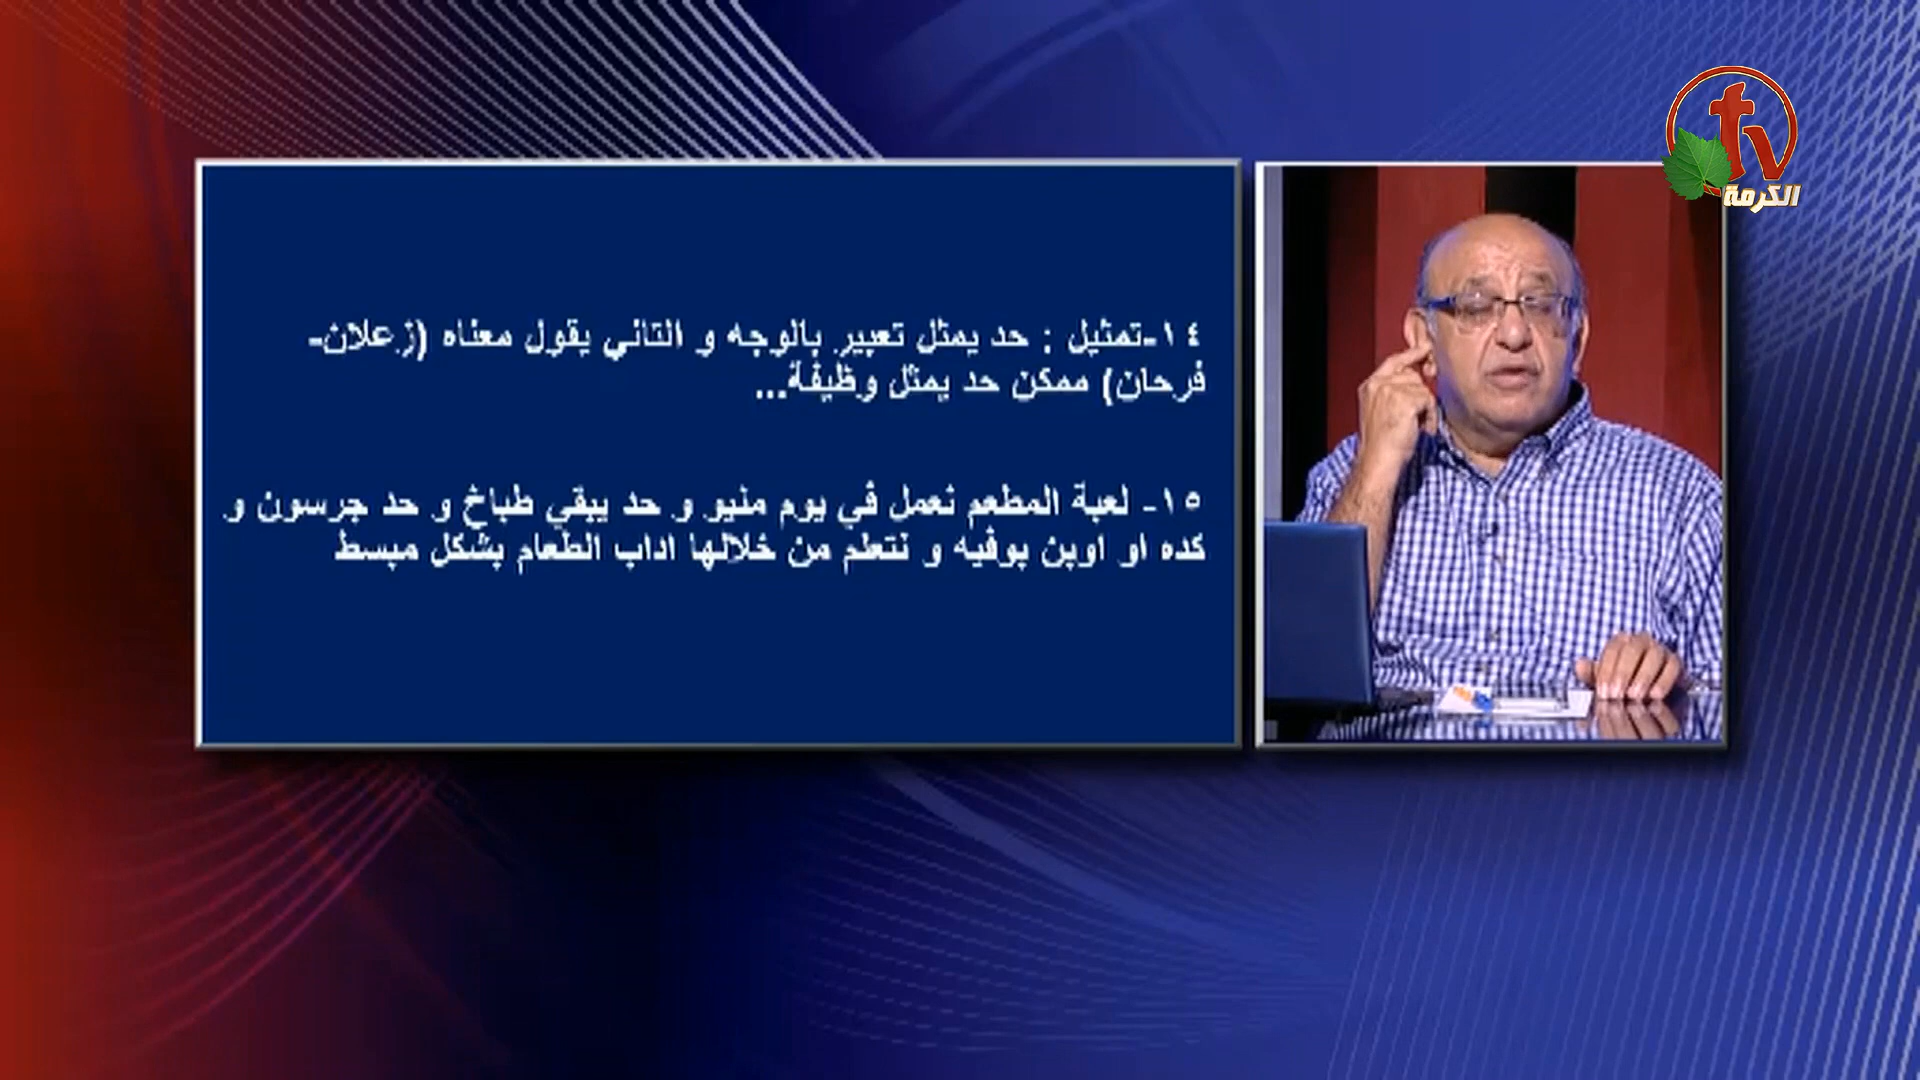 tv
الكرمة
١٤-تمثيل : حد يمثل تعبير بالوجه و التاني يقول معناه (زعلان-
فرحان) ممكن حد يمثل وظيفة...
١٥- لعبة المطعم نعمل في يوم منيو و حد يبقي طباخ و حد جرسون و
كده او اوبن بوفيه و نتعلم من خلالها اداب الطعام بشكل مبسط